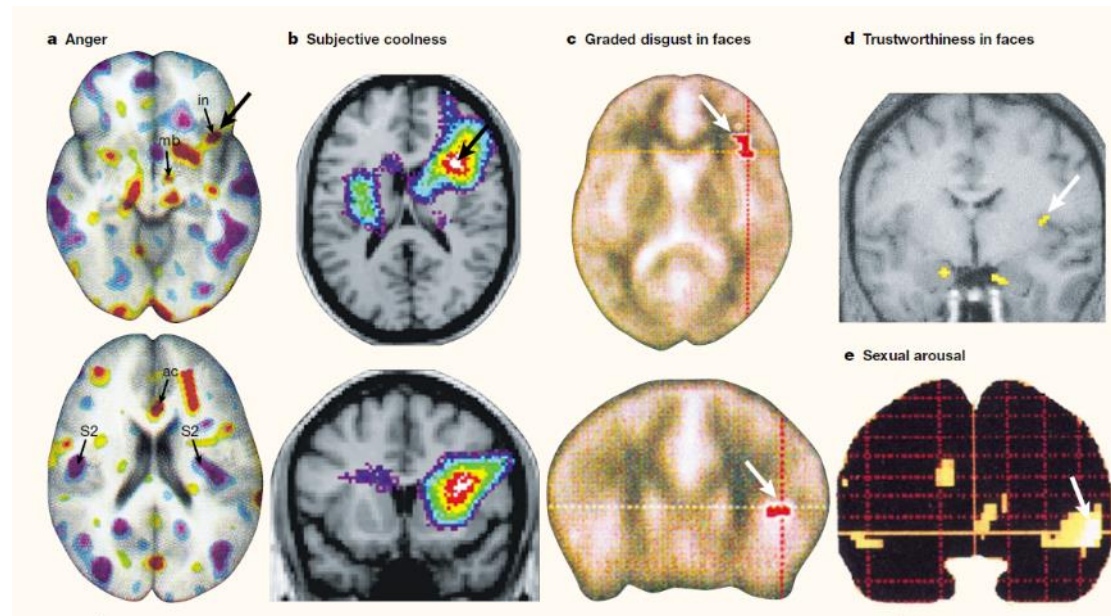 a Anger
in
mb
ac
S2
S2
b Subjective coolness
c Graded disgust in faces
d Trustworthiness in faces
e Sexual arousal